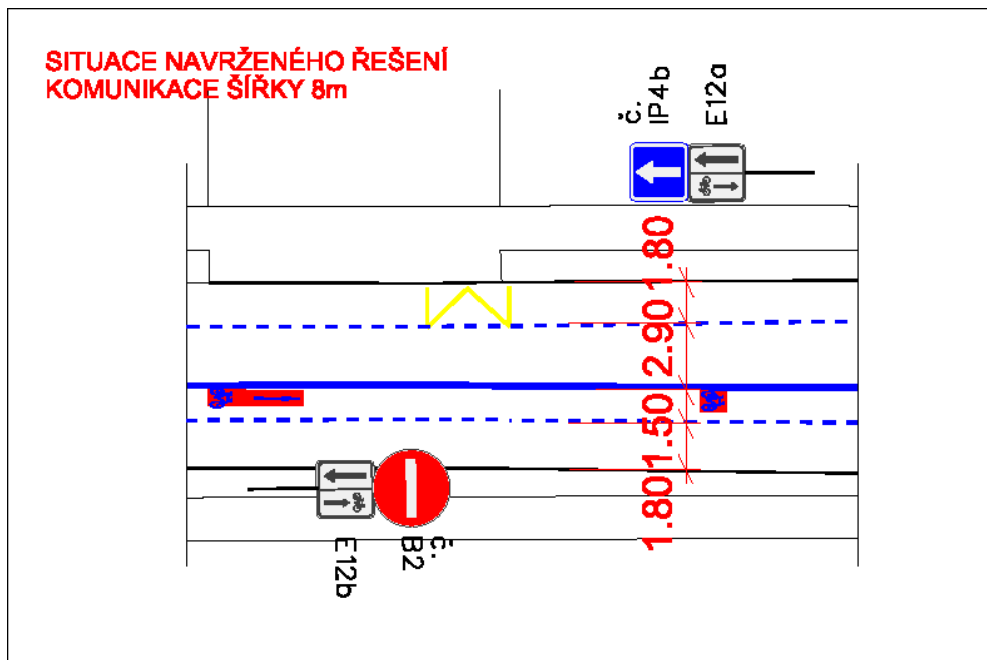 SITUACE NAVRŽENÉHO ŘEŠENÍ
KOMUNIKACE ŠÍŘKY 8m
č.
IP4b
E12a
1.80
2.90
1.50
1.80
E12b
č.
B2